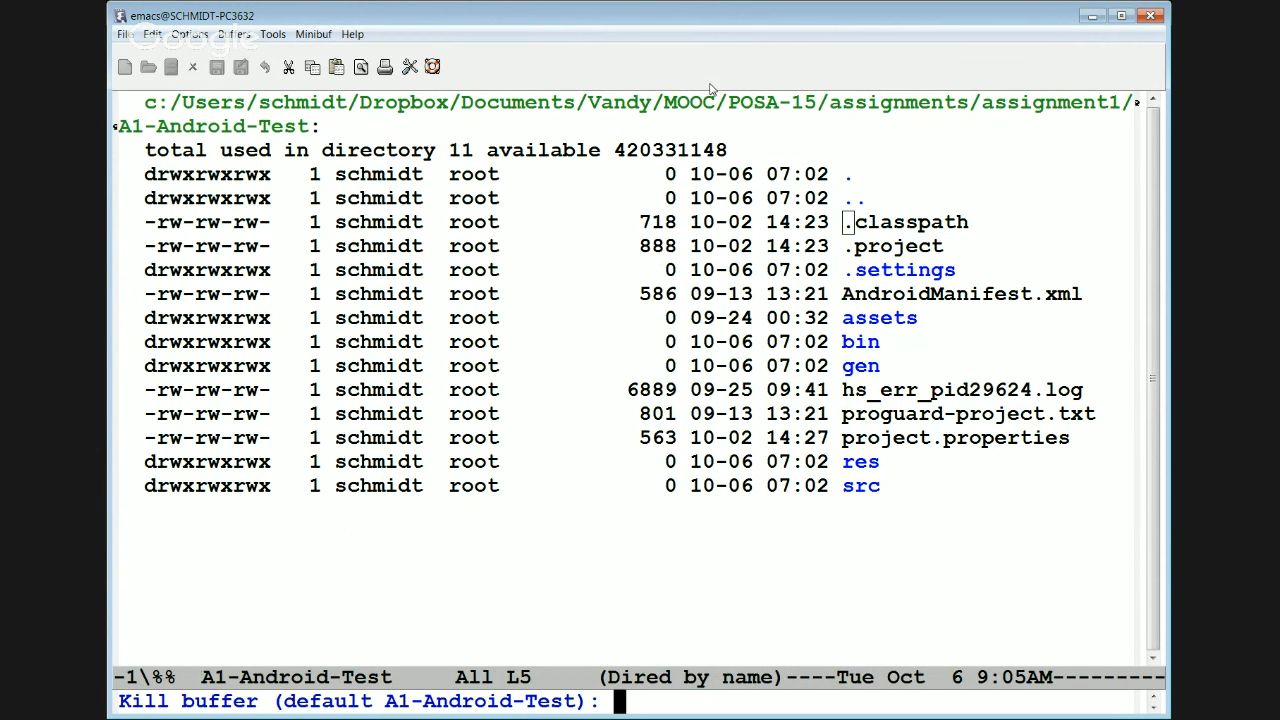 emacs@SCHMIDT-PC3632
File Edit Options Buffers Tools Minibuf Help
Google
c:/Users/schmidt/Dropbox/Documents/Vandy/MOOC/POSA-15/assignments/assignment1/
A1-Android-Test:
total used in directory 11 available 420331148
drwxrwxrwx 1 schmidt root 0 10-06 07:02 .
drwxrwxrwx 1 schmidt root 0 10-06 07:02 ..
-rw-rw-rw- 1 schmidt root 718 10-02 14:23 .classpath
-rw-rw-rw- 1 schmidt root 888 10-02 14:23 .project
drwxrwxrwx 1 schmidt root 0 10-06 07:02 .settings
-rw-rw-rw- 1 schmidt root 586 09-13 13:21 AndroidManifest.xml
drwxrwxrwx 1 schmidt root 0 09-24 00:32 assets
drwxrwxrwx 1 schmidt root 0 10-06 07:02 bin
drwxrwxrwx 1 schmidt root 0 10-06 07:02 gen
-rw-rw-rw- 1 schmidt root 6889 09-25 09:41 hs_err_pid29624.log
-rw-rw-rw- 1 schmidt root 801 09-13 13:21 proguard-project.txt
-rw-rw-rw- 1 schmidt root 563 10-02 14:27 project.properties
drwxrwxrwx 1 schmidt root 0 10-06 07:02 res
drwxrwxrwx 1 schmidt root 0 10-06 07:02 src
-1\%% A1-Android-Test All L5 (Dired by name)----Tue Oct 6 9:05AM---------
Kill buffer (default A1-Android-Test):